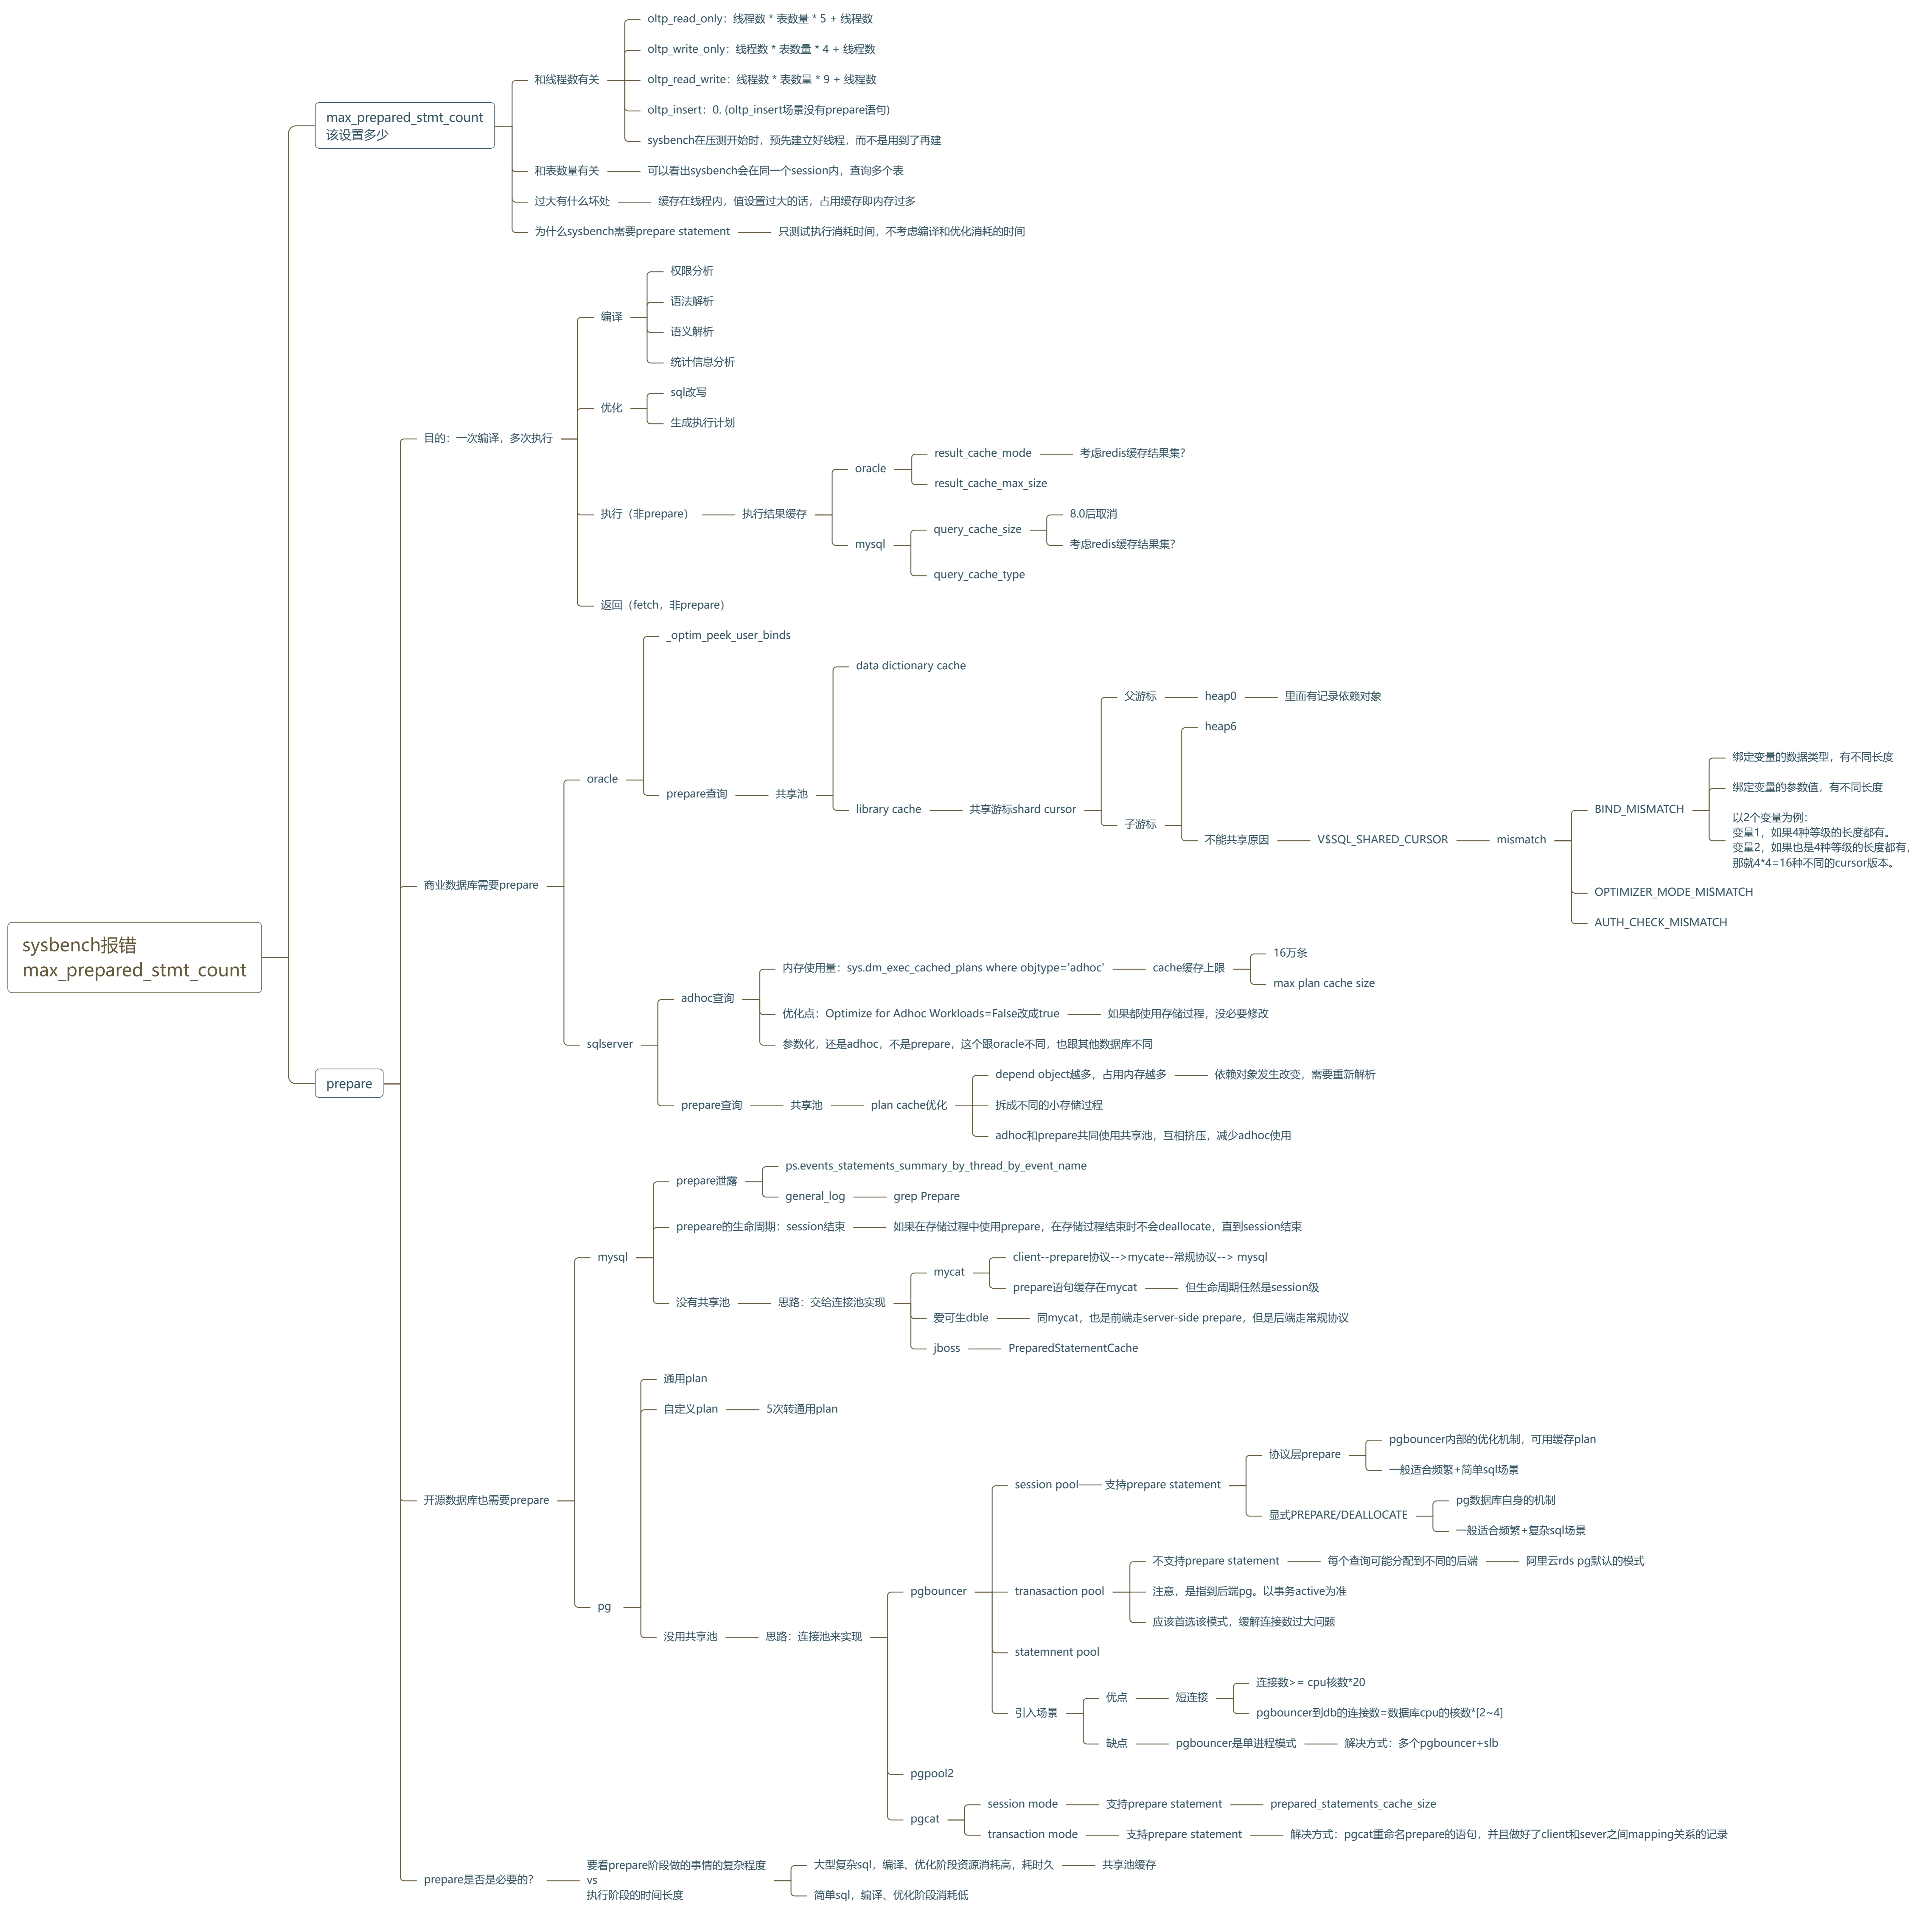 sysbench报错
max_prepared_stmt_count
max_prepared_stmt_count
该设置多少
和线程数有关
oltp_read_only：线程数 * 表数量 * 5 + 线程数
oltp_write_only：线程数 * 表数量 * 4 + 线程数
oltp_read_write：线程数 * 表数量 * 9 + 线程数
oltp_insert：0. (oltp_insert场景没有prepare语句)
sysbench在压测开始时，预先建立好线程，而不是用到了再建
和表数量有关
可以看出sysbench会在同一个session内，查询多个表
过大有什么坏处
缓存在线程内，值设置过大的话，占用缓存即内存过多
为什么sysbench需要prepare statement
只测试执行消耗时间，不考虑编译和优化消耗的时间
prepare
目的：一次编译，多次执行
编译
权限分析
语法解析
语义解析
统计信息分析
优化
sql改写
生成执行计划
执行（非prepare）
执行结果缓存
oracle
result_cache_mode
考虑redis缓存结果集？
result_cache_max_size
mysql
query_cache_size
8.0后取消
考虑redis缓存结果集？
query_cache_type
返回（fetch，非prepare）
商业数据库需要prepare
oracle
_optim_peek_user_binds
prepare查询
共享池
data dictionary cache
library cache
共享游标shard cursor
父游标
heap0
里面有记录依赖对象
子游标
heap6
不能共享原因
V$SQL_SHARED_CURSOR
mismatch
BIND_MISMATCH
绑定变量的数据类型，有不同长度
绑定变量的参数值，有不同长度
以2个变量为例：
变量1，如果4种等级的长度都有。
变量2，如果也是4种等级的长度都有，
那就4*4=16种不同的cursor版本。
OPTIMIZER_MODE_MISMATCH
AUTH_CHECK_MISMATCH
sqlserver
adhoc查询
内存使用量：sys.dm_exec_cached_plans where objtype='adhoc'
cache缓存上限
16万条
max plan cache size
优化点：Optimize for Adhoc Workloads=False改成true
如果都使用存储过程，没必要修改
参数化，还是adhoc，不是prepare，这个跟oracle不同，也跟其他数据库不同
prepare查询
共享池
plan cache优化
depend object越多，占用内存越多
依赖对象发生改变，需要重新解析
拆成不同的小存储过程
adhoc和prepare共同使用共享池，互相挤压，减少adhoc使用
开源数据库也需要prepare
mysql
prepare泄露
ps.events_statements_summary_by_thread_by_event_name
general_log
grep Prepare
prepeare的生命周期：session结束
如果在存储过程中使用prepare，在存储过程结束时不会deallocate，直到session结束
没有共享池
思路：交给连接池实现
mycat
client--prepare协议-->mycate--常规协议--> mysql
prepare语句缓存在mycat
但生命周期任然是session级
爱可生dble
同mycat，也是前端走server-side prepare，但是后端走常规协议
jboss
PreparedStatementCache
pg
通用plan
自定义plan
5次转通用plan
没用共享池
思路：连接池来实现
pgbouncer
session pool
支持prepare statement
协议层prepare
pgbouncer内部的优化机制，可用缓存plan
一般适合频繁+简单sql场景
显式PREPARE/DEALLOCATE
pg数据库自身的机制
一般适合频繁+复杂sql场景
tranasaction pool
不支持prepare statement
每个查询可能分配到不同的后端
阿里云rds pg默认的模式
注意，是指到后端pg。以事务active为准
应该首选该模式，缓解连接数过大问题
statemnent pool
引入场景
优点
短连接
连接数>= cpu核数*20
pgbouncer到db的连接数=数据库cpu的核数*[2~4]
缺点
pgbouncer是单进程模式
解决方式：多个pgbouncer+slb
pgpool2
pgcat
session mode
支持prepare statement
prepared_statements_cache_size
transaction mode
支持prepare statement
解决方式：pgcat重命名prepare的语句，并且做好了client和sever之间mapping关系的记录
prepare是否是必要的？
要看prepare阶段做的事情的复杂程度
vs
执行阶段的时间长度
大型复杂sql，编译、优化阶段资源消耗高，耗时久
共享池缓存
简单sql，编译、优化阶段消耗低